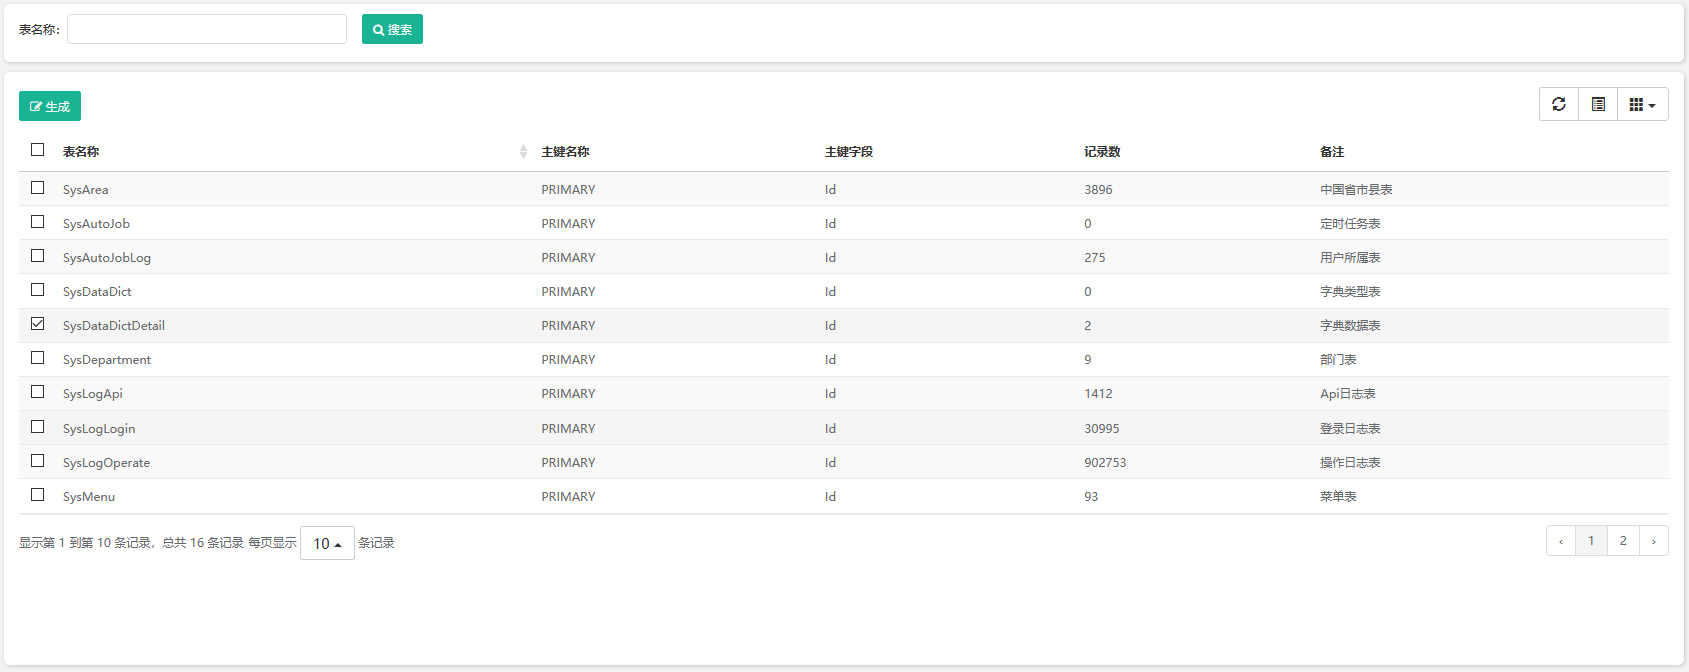 表名称： 搜索
生成
表名称 主键名称 主键字段 记录数 备注
SysArea PRIMARY Id 3896 中国省市县表
SysAutoJob PRIMARY Id 0 定时任务表
SysAutoJobLog PRIMARY Id 275 用户所属表
SysDataDict PRIMARY Id 0 字典类型表
SysDataDictDetail PRIMARY Id 2 字典数据表
SysDepartment PRIMARY Id 9 部门表
SysLogApi PRIMARY Id 1412 Api日志表
SysLogLogin PRIMARY Id 30995 登录日志表
SysLogOperate PRIMARY Id 902753 操作日志表
SysMenu PRIMARY Id 93 菜单表
显示第 1 到第 10 条记录，总共 16 条记录 每页显示 10 条记录 ‹ 1 2 ›